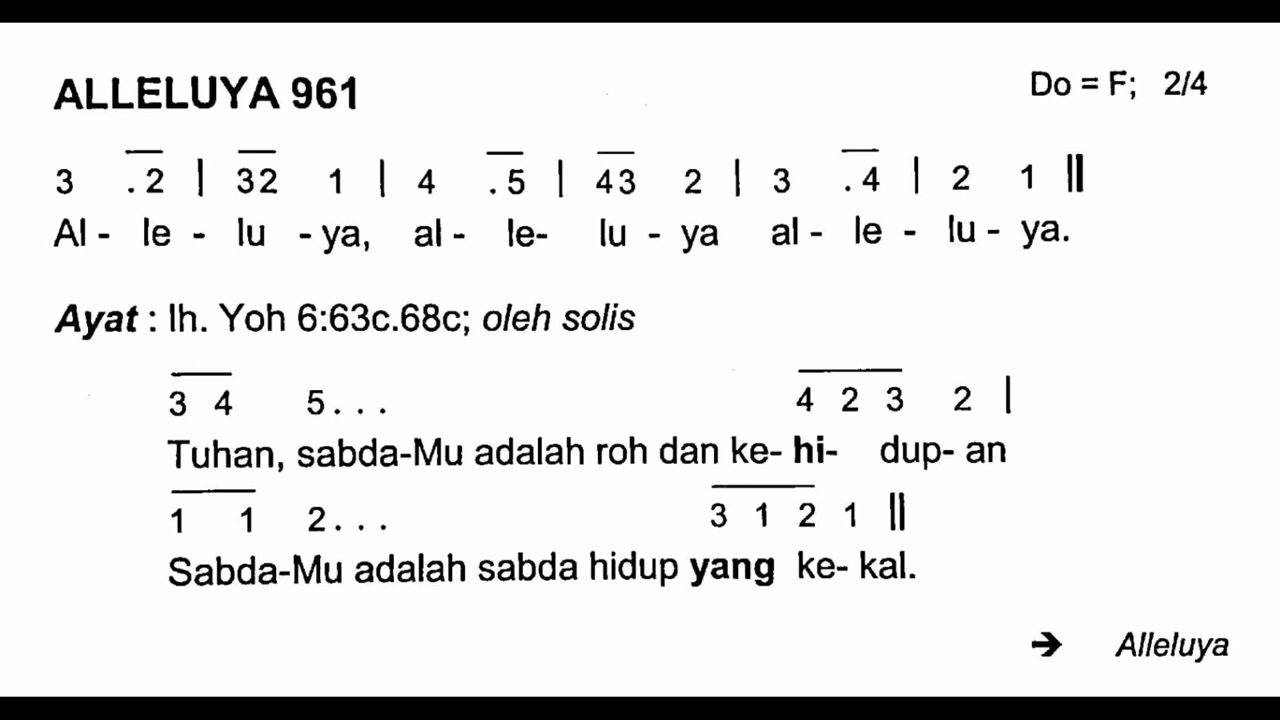 ALLELUYA 961 Do = F; 2/4
3 .2 | 32 1 | 4 .5 | 43 2 | 3 .4 | 2 1 ||
Al - le - lu - ya, al - le- lu - ya al - le - lu - ya.
Ayat : lh. Yoh 6:63c.68c; oleh solis
3 4 5... 4 2 3 2 |
Tuhan, sabda-Mu adalah roh dan ke- hi- dup- an
1 1 2... 3 1 2 1 ||
Sabda-Mu adalah sabda hidup yang ke- kal.
→ Alleluya